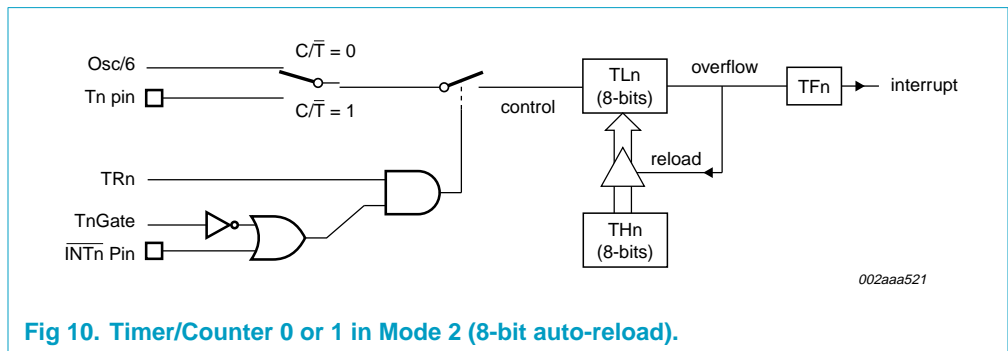 C/T̅ = 0
Osc/6
Tn pin
C/T̅ = 1
control
TLn
(8-bits)
overflow
TFn
interrupt
reload
TRn
TnGate
I̅N̅T̅n̅ Pin
THn
(8-bits)
002aaa521
Fig 10. Timer/Counter 0 or 1 in Mode 2 (8-bit auto-reload).